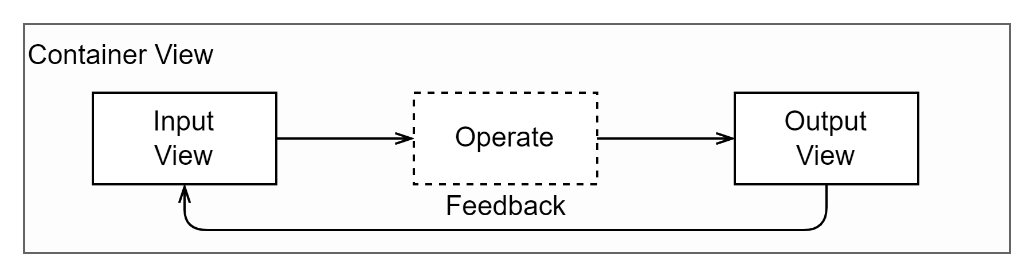 Container View
Input
View
Operate
Output
View
Feedback